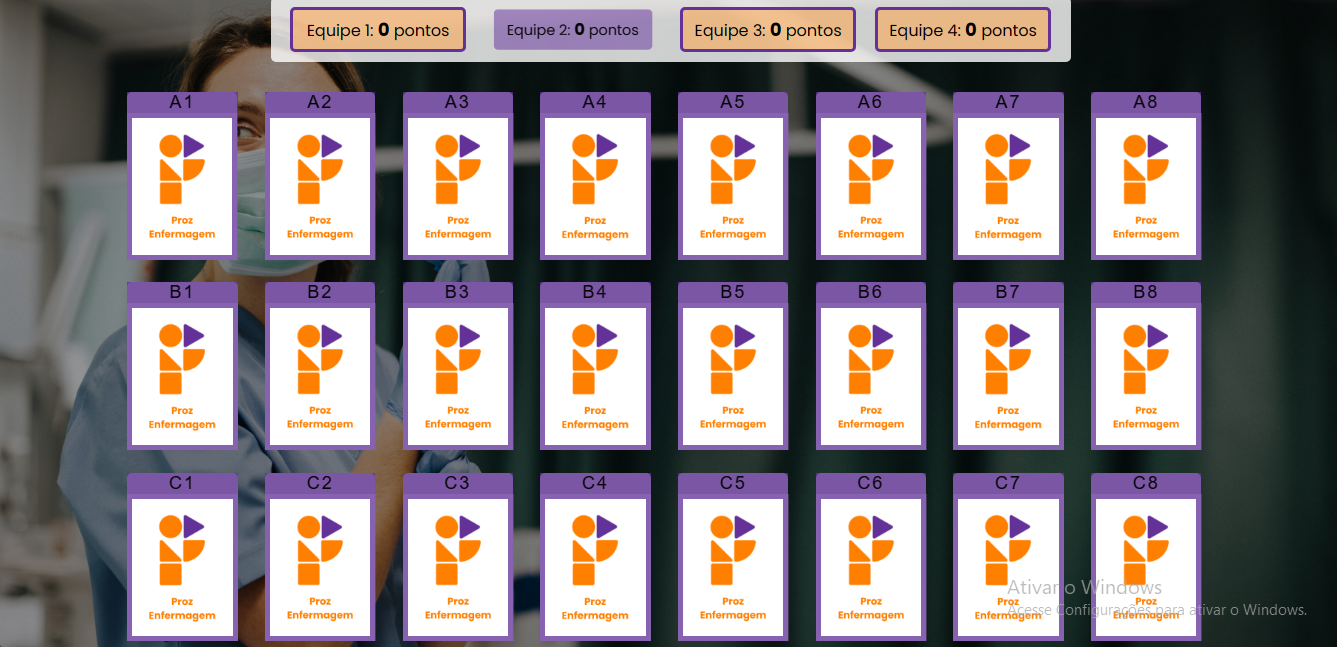 Equipe 1: 0 pontos
Equipe 2: 0 pontos
Equipe 3: 0 pontos
Equipe 4: 0 pontos
A1 A2 A3 A4 A5 A6 A7 A8
Proz Proz Proz Proz Proz Proz Proz Proz
Enfermagem Enfermagem Enfermagem Enfermagem Enfermagem Enfermagem Enfermagem Enfermagem
B1 B2 B3 B4 B5 B6 B7 B8
Proz Proz Proz Proz Proz Proz Proz Proz
Enfermagem Enfermagem Enfermagem Enfermagem Enfermagem Enfermagem Enfermagem Enfermagem
C1 C2 C3 C4 C5 C6 C7 C8
Proz Proz Proz Proz Proz Proz Proz Proz
Enfermagem Enfermagem Enfermagem Enfermagem Enfermagem Enfermagem Enfermagem Enfermagem
Ativar o Windows
Acesse Configurações para ativar o Windows.